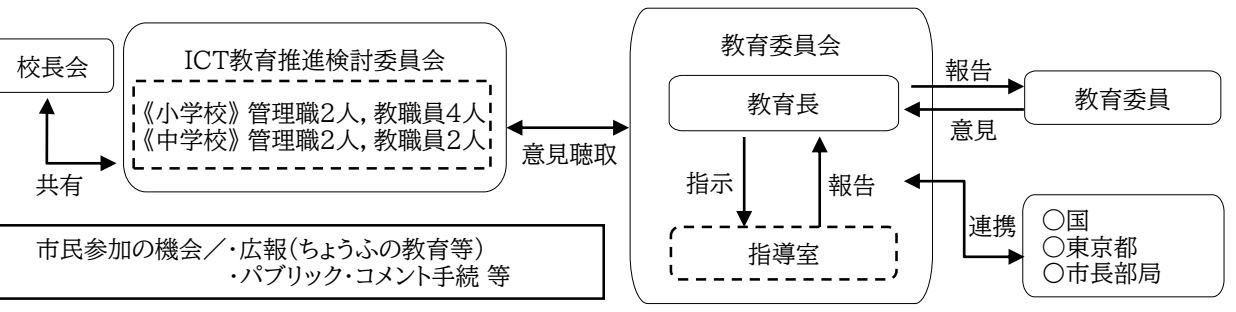 校長会
共有
ICT教育推進検討委員会
《小学校》管理職2人，教職員4人
《中学校》管理職2人，教職員2人
意見聴取
教育委員会
教育長
指示
報告
指導室
報告
意見
教育委員
連携
○国
○東京都
○市長部局
市民参加の機会／・広報（ちょうふの教育等）
・パブリック・コメント手続 等